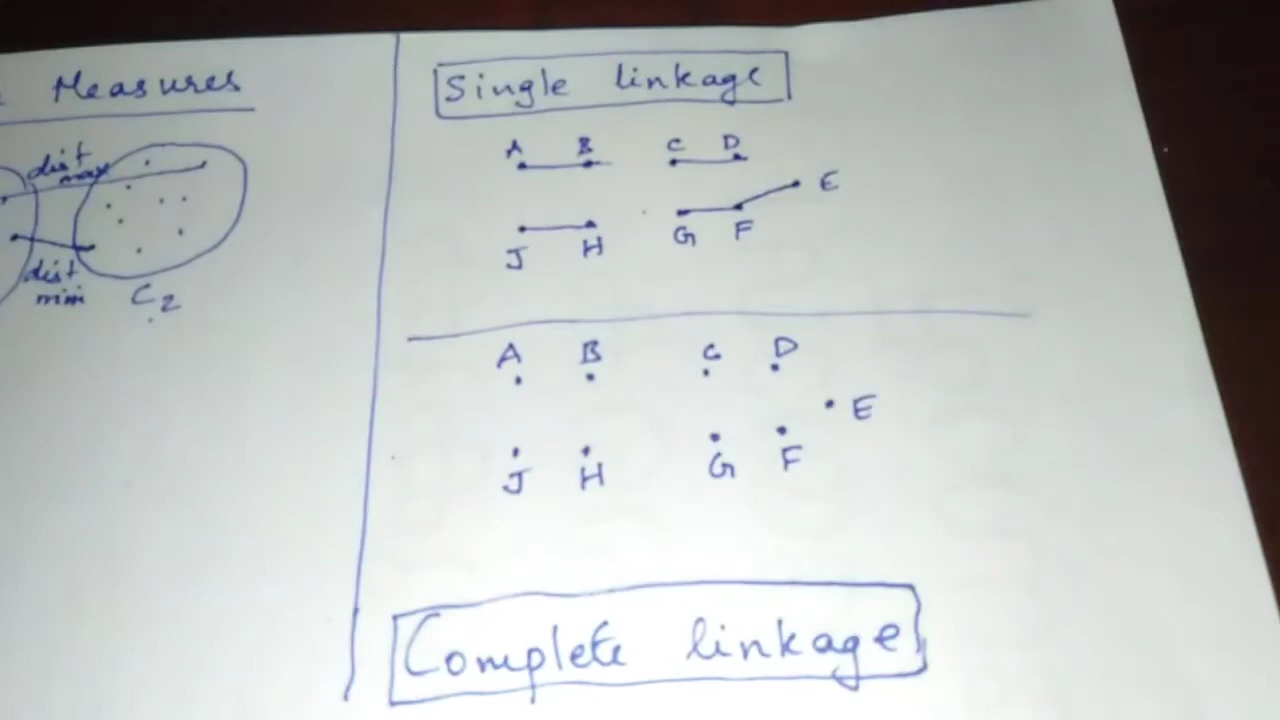 Measures
dist
max
dist
min
C2
Single linkage
A B C D
E
J H G F
A B C D
E
J H G F
Complete linkage